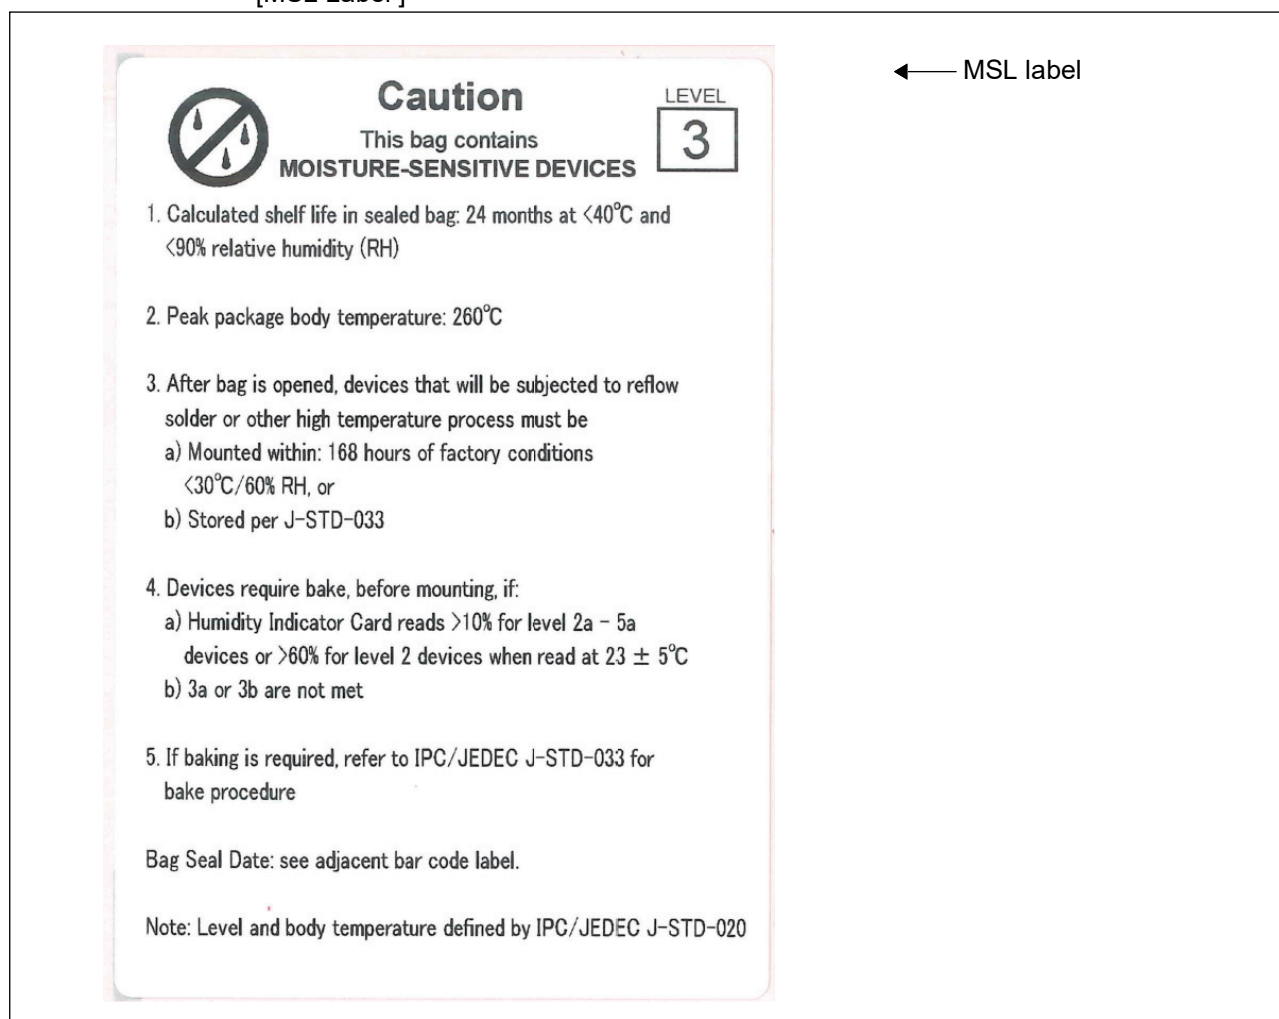 [MSL Label]
MSL label
Caution
LEVEL
3
This bag contains
MOISTURE-SENSITIVE DEVICES
1. Calculated shelf life in sealed bag: 24 months at <40°C and
<90% relative humidity (RH)
2. Peak package body temperature: 260°C
3. After bag is opened, devices that will be subjected to reflow
solder or other high temperature process must be
a) Mounted within: 168 hours of factory conditions
<30°C/60% RH, or
b) Stored per J-STD-033
4. Devices require bake, before mounting, if:
a) Humidity Indicator Card reads >10% for level 2a - 5a
devices or >60% for level 2 devices when read at 23 ± 5°C
b) 3a or 3b are not met
5. If baking is required, refer to IPC/JEDEC J-STD-033 for
bake procedure
Bag Seal Date: see adjacent bar code label.
Note: Level and body temperature defined by IPC/JEDEC J-STD-020